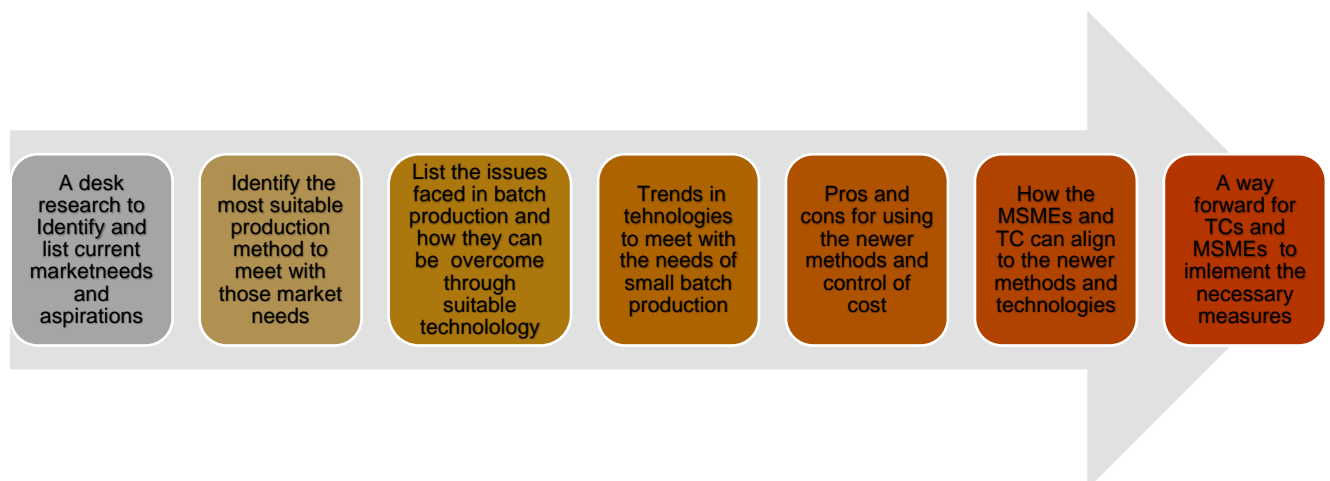 A desk
research to
Identify and
list current
marketneeds
and
aspirations
Identify the
most suitable
production
method to
meet with
those market
needs
List the issues
faced in batch
production and
how they can
be overcome
through
suitable
technolology
Trends in
tehnologies
to meet with
the needs of
small batch
production
Pros and
cons for using
the newer
methods and
control of
cost
How the
MSMEs and
TC can align
to the newer
methods and
technologies
A way
forward for
TCs and
MSMEs to
imlement the
necessary
measures